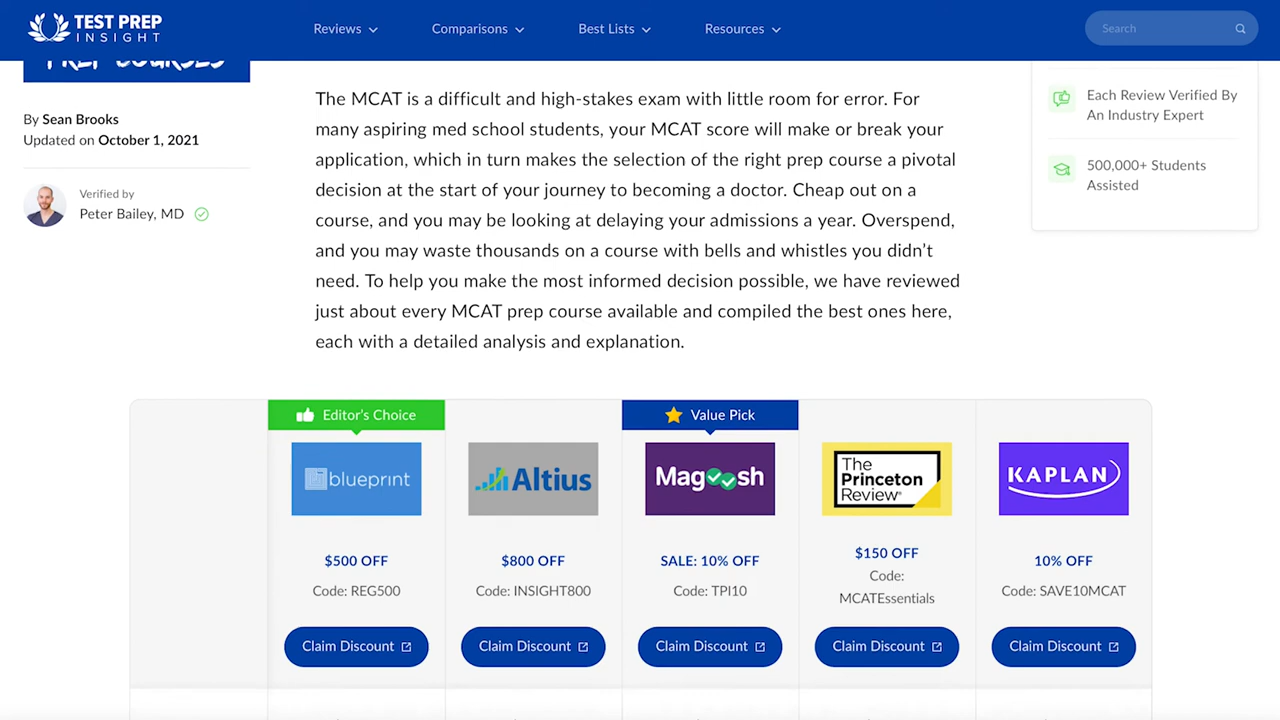 TEST PREP
INSIGHT
Reviews
Comparisons
Best Lists
Resources
Search
PREP COURSES
By Sean Brooks
Updated on October 1, 2021
Verified by
Peter Bailey, MD
The MCAT is a difficult and high-stakes exam with little room for error. For
many aspiring med school students, your MCAT score will make or break your
application, which in turn makes the selection of the right prep course a pivotal
decision at the start of your journey to becoming a doctor. Cheap out on a
course, and you may be looking at delaying your admissions a year. Overspend,
and you may waste thousands on a course with bells and whistles you didn’t
need. To help you make the most informed decision possible, we have reviewed
just about every MCAT prep course available and compiled the best ones here,
each with a detailed analysis and explanation.
Each Review Verified By
An Industry Expert
500,000+ Students
Assisted
Editor’s Choice
blueprint
$500 OFF
Code: REG500
Claim Discount
Altius
$800 OFF
Code: INSIGHT800
Claim Discount
Value Pick
Magoosh
SALE: 10% OFF
Code: TPI10
Claim Discount
The
Princeton
Review®
$150 OFF
Code:
MCATEssentials
Claim Discount
KAPLAN
10% OFF
Code: SAVE10MCAT
Claim Discount